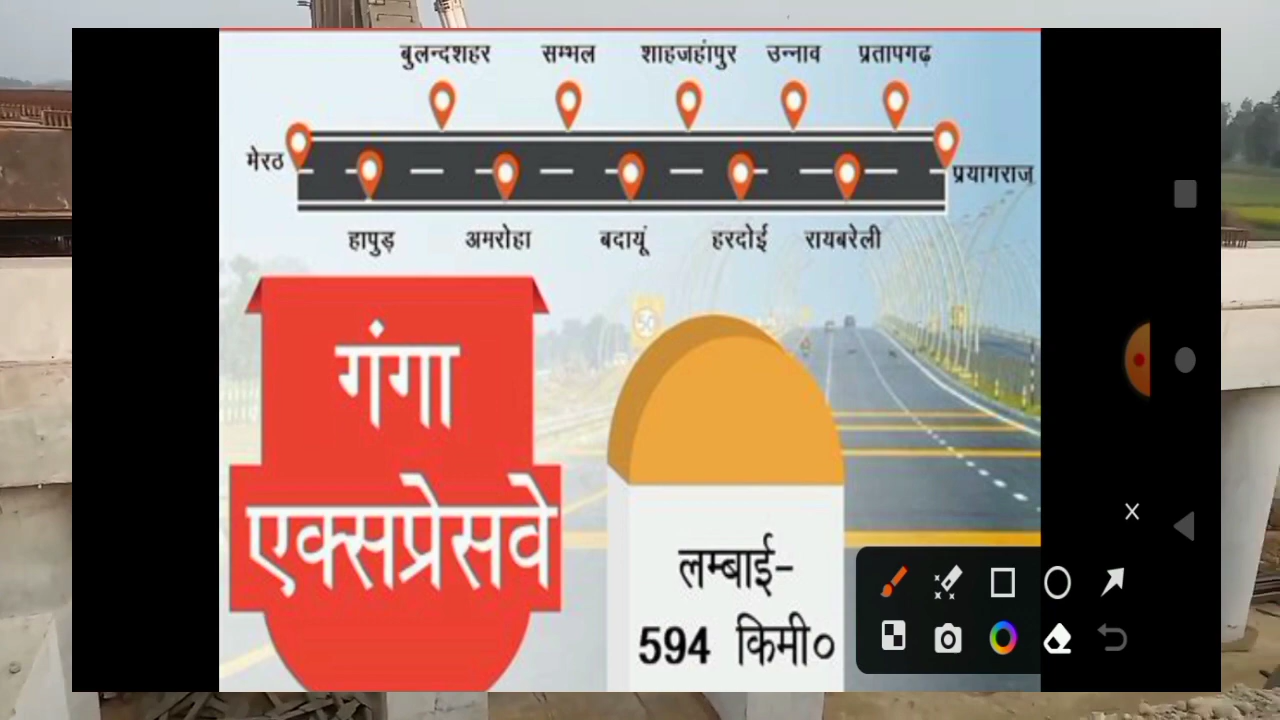 बुलन्दशहर सम्भल शाहजहांपुर उन्नाव प्रतापगढ़
मेरठ
प्रयागराज
हापुड़ अमरोहा बदायूं हरदोई रायबरेली
गंगा
एक्सप्रेसवे
50
लम्बाई-
594 किमी०